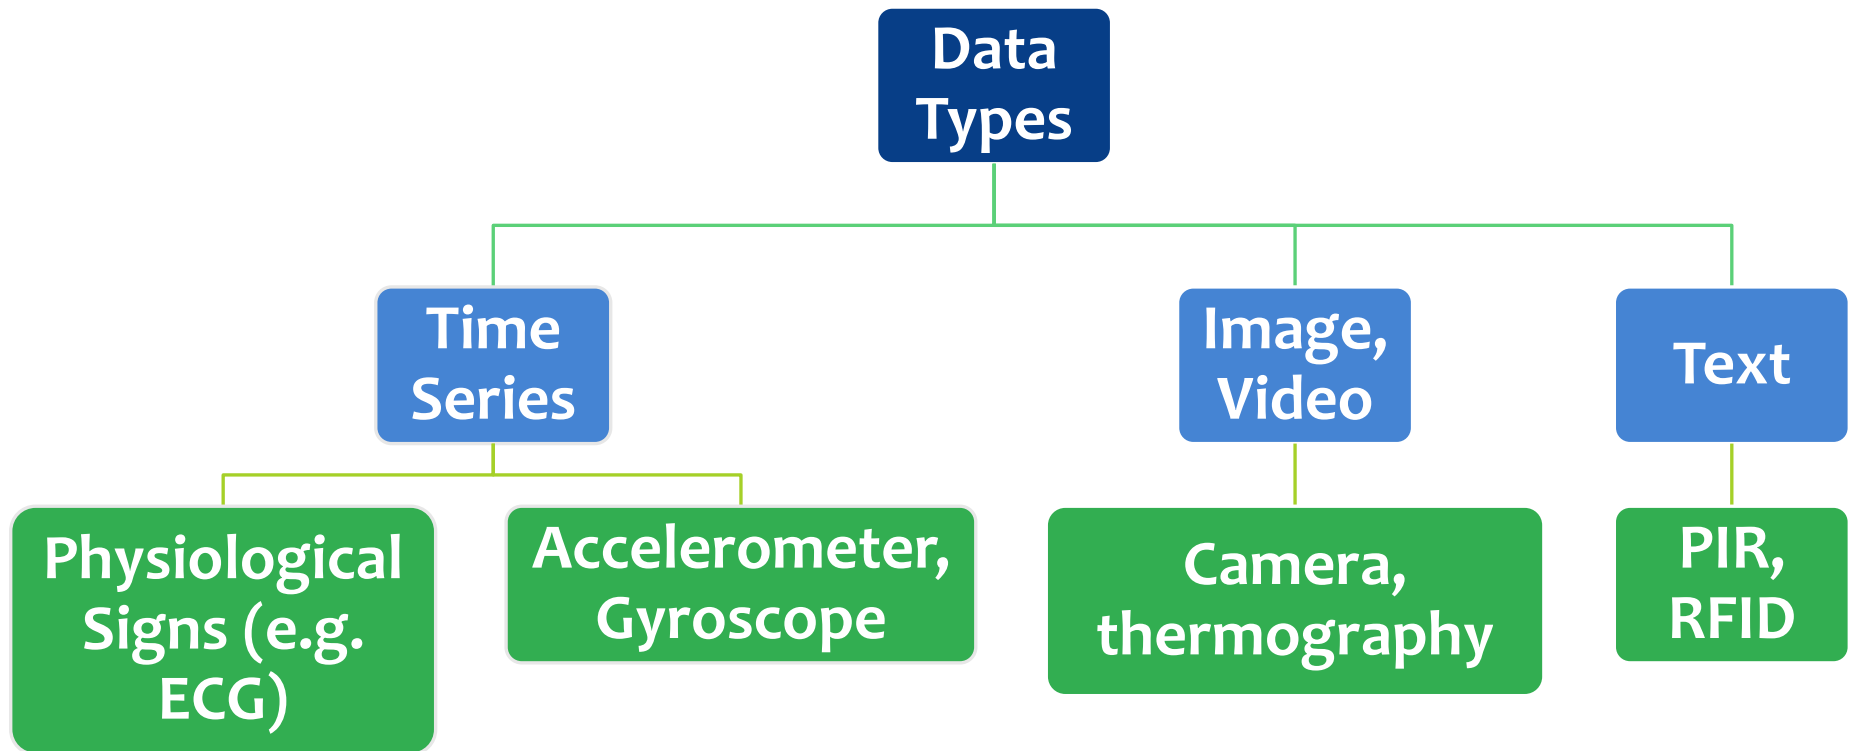 Data
Types
Time
Series
Image,
Video
Text
Physiological
Signs (e.g.
ECG)
Accelerometer,
Gyroscope
Camera,
thermography
PIR,
RFID